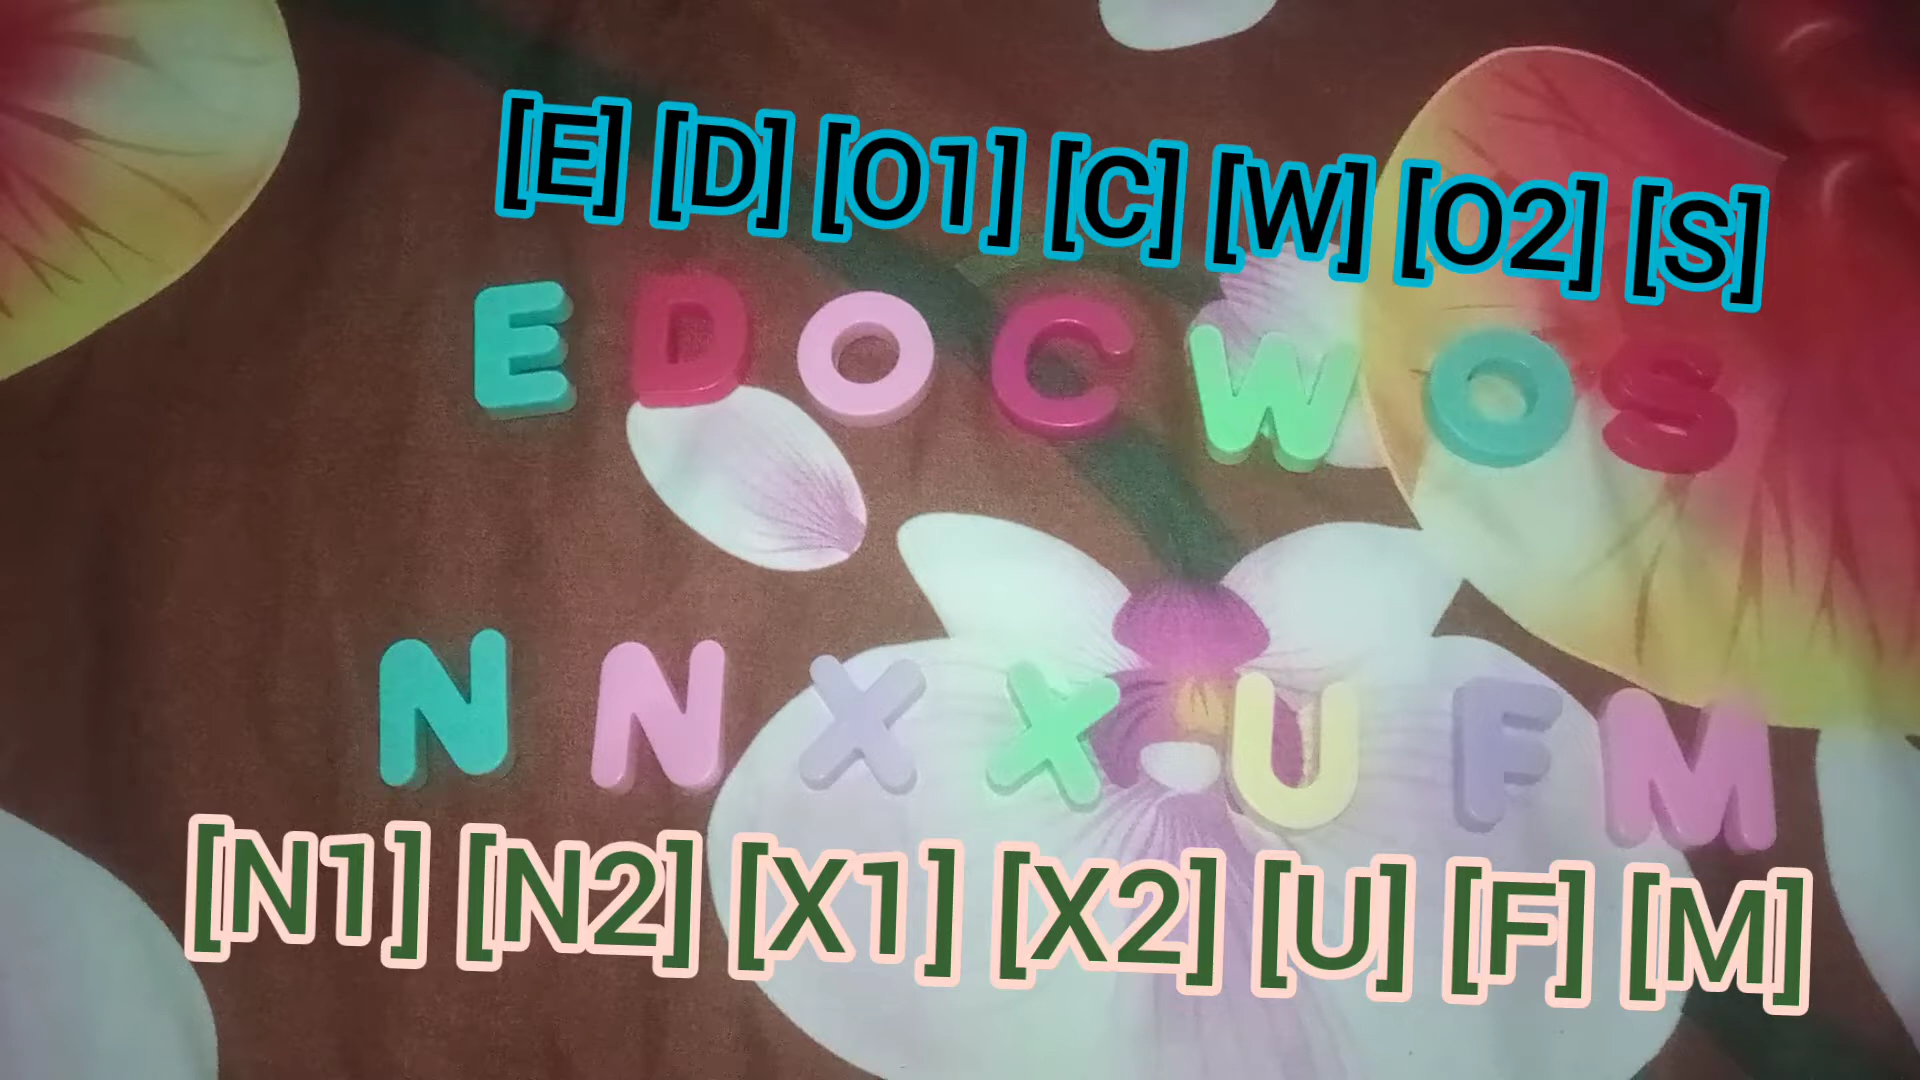 [E] [D] [O1] [C] [W] [O2] [S]
E D O C W O S
N N X X U F M
[N1] [N2] [X1] [X2] [U] [F] [M]